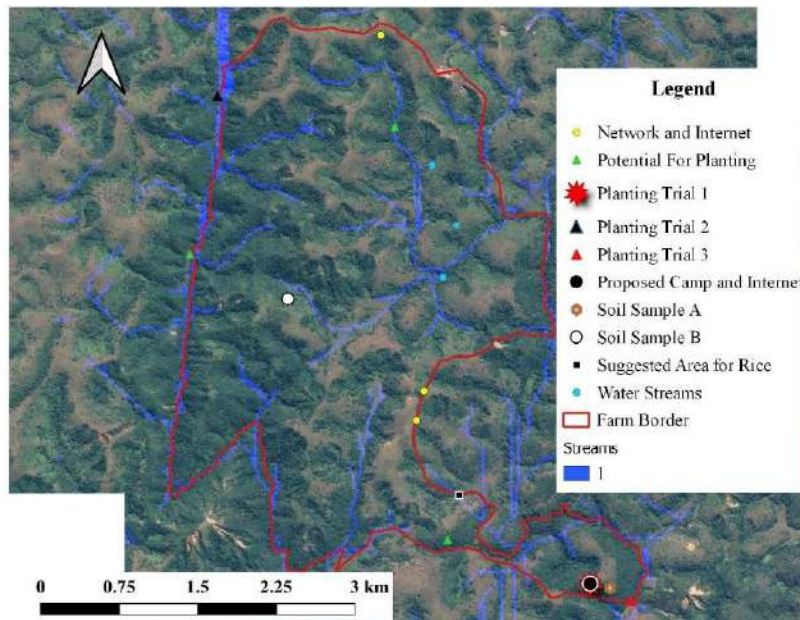 Legend
Network and Internet
Potential For Planting
Planting Trial 1
Planting Trial 2
Planting Trial 3
Proposed Camp and Internet
Soil Sample A
Soil Sample B
Suggested Area for Rice
Water Streams
Farm Border
Streams
1
0 0.75 1.5 2.25 3 km